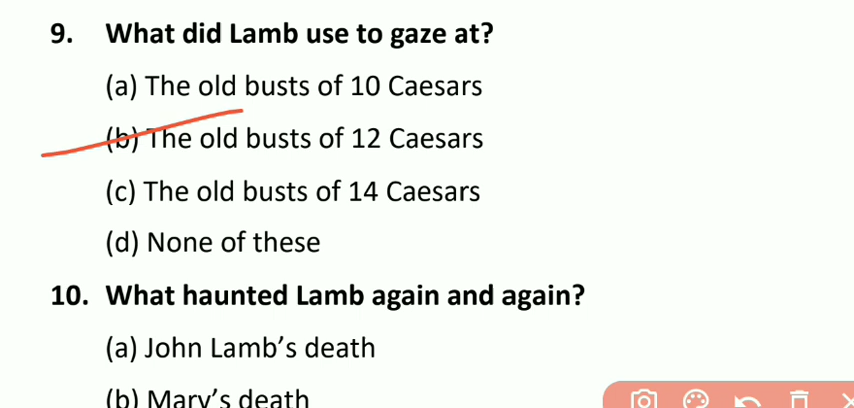 9. What did Lamb use to gaze at?
(a) The old busts of 10 Caesars
(b) The old busts of 12 Caesars
(c) The old busts of 14 Caesars
(d) None of these
10. What haunted Lamb again and again?
(a) John Lamb’s death
(b) Mary’s death